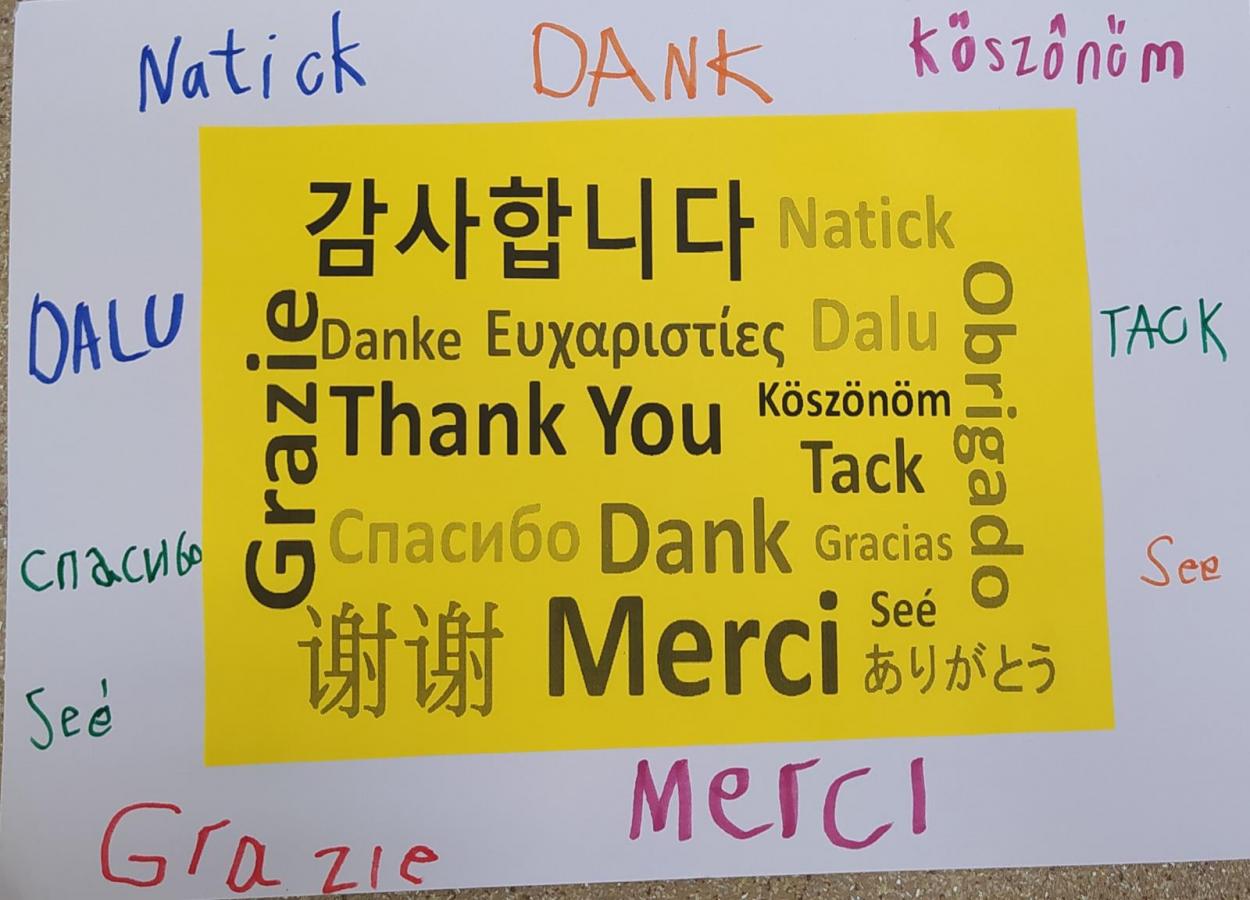 Natick DANK Köszônöm
감사합니다 Natick
Obrigado
DALU
TACK
Grazie
Danke Ευχαριστίες Dalu
Thank You Köszönöm
Tack
Спасибо Dank Gracias
спасибо
See
谢谢 Merci Seé
ありがとう
Seé
Merci
Grazie